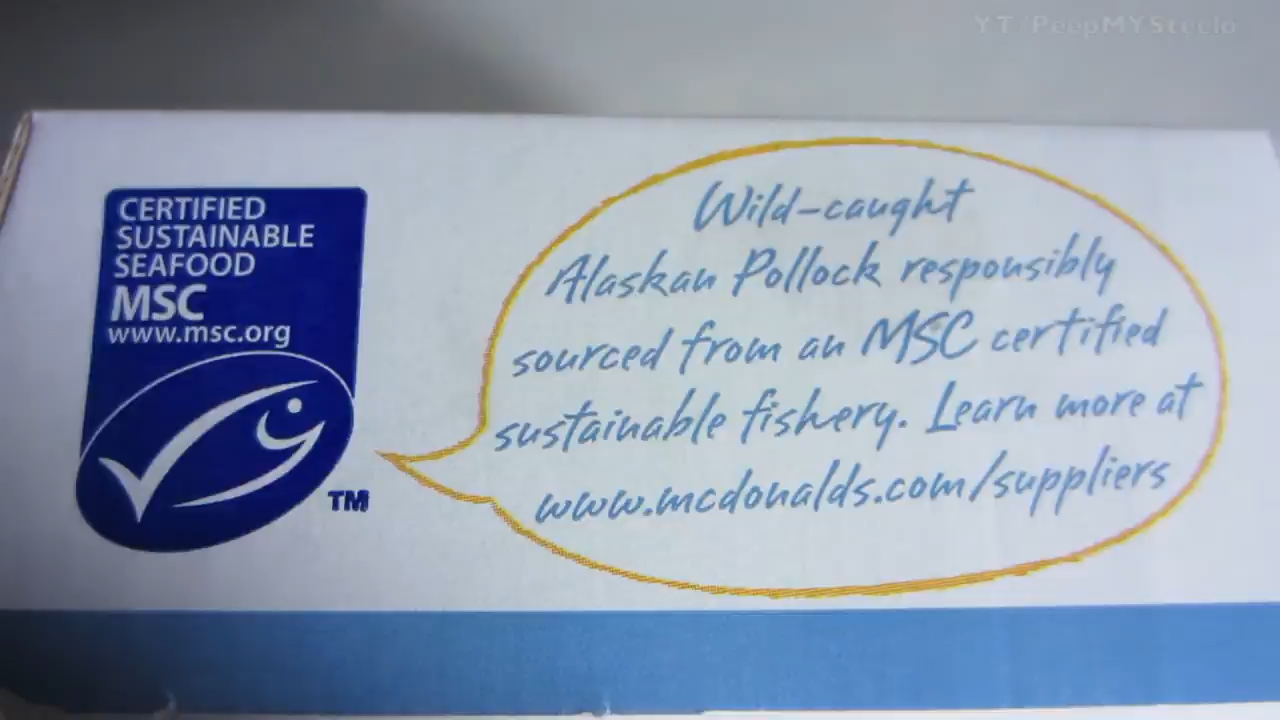 YT/PeepMYSteelo
CERTIFIED
SUSTAINABLE
SEAFOOD
MSC
www.msc.org
TM
Wild-caught
Alaskan Pollock responsibly
sourced from an MSC certified
sustainable fishery. Learn more at
www.mcdonalds.com/suppliers